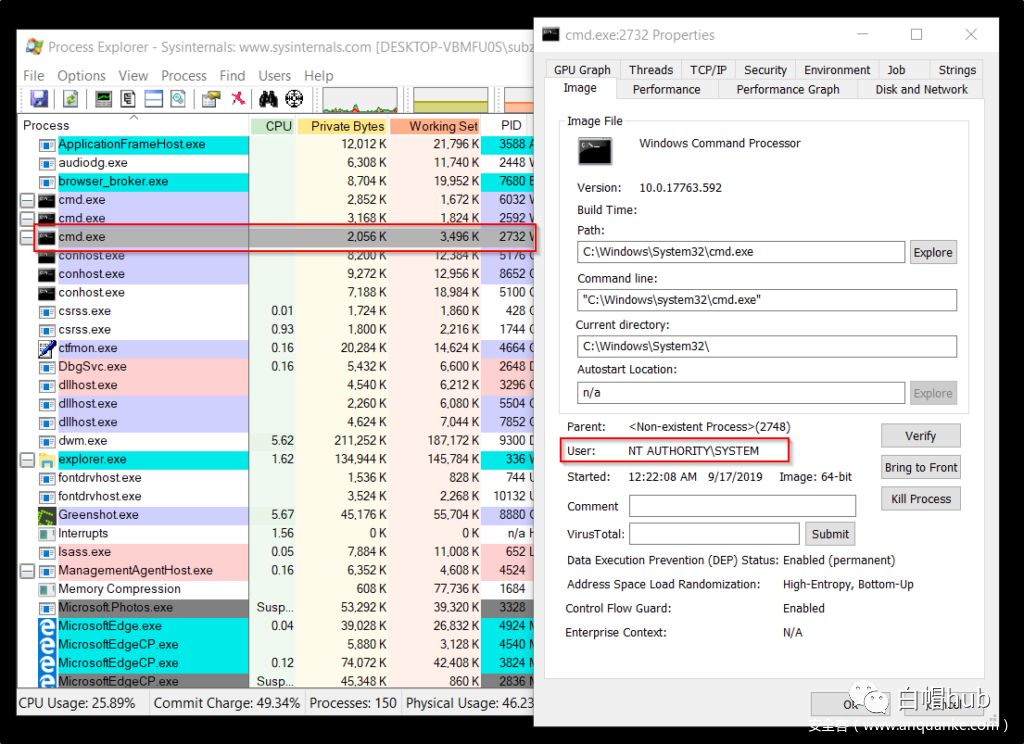 Process Explorer - Sysinternals: www.sysinternals.com [DESKTOP-VBMFU0S\subz
File Options View Process Find Users Help
Process CPU Private Bytes Working Set PID
ApplicationFrameHost.exe 12,012 K 21,796 K 3588
audiodg.exe 6,308 K 11,740 K 2448
browser_broker.exe 8,704 K 19,952 K 7680
cmd.exe 2,852 K 1,672 K 6032
cmd.exe 3,168 K 1,824 K 2592
cmd.exe 2,056 K 3,496 K 2732
conhost.exe 8,200 K 12,384 K 5176
conhost.exe 9,272 K 12,956 K 8652
conhost.exe 7,188 K 18,984 K 5100
csrss.exe 0.01 1,724 K 1,860 K 428
csrss.exe 0.93 1,800 K 2,216 K 1744
ctfmon.exe 0.16 20,284 K 14,624 K 4664
DbgSvc.exe 0.16 5,432 K 6,600 K 2648
dllhost.exe 4,540 K 6,212 K 3296
dllhost.exe 2,260 K 6,080 K 5504
dllhost.exe 4,624 K 7,044 K 7852
dwm.exe 5.62 211,252 K 187,172 K 9300
explorer.exe 1.62 134,944 K 145,784 K 336
fontdrvhost.exe 1,536 K 828 K 744
fontdrvhost.exe 3,524 K 2,268 K 10132
Greenshot.exe 5.67 45,176 K 55,704 K 8880
Interrupts 1.56 0 K 0 K n/a
lsass.exe 0.05 7,884 K 11,008 K 652
ManagementAgentHost.exe 0.16 6,352 K 4,608 K 4524
Memory Compression 608 K 77,736 K 1684
Microsoft.Photos.exe Susp... 53,292 K 39,320 K 3328
MicrosoftEdge.exe 0.04 39,028 K 26,832 K 4924
MicrosoftEdgeCP.exe 5,880 K 3,128 K 4540
MicrosoftEdgeCP.exe 0.12 74,072 K 42,408 K 3824
MicrosoftEdgeCP.exe Susp... 45,348 K 860 K 2836
CPU Usage: 25.89% Commit Charge: 49.34% Processes: 150 Physical Usage: 46.23
cmd.exe:2732 Properties
GPU Graph Threads TCP/IP Security Environment Job Strings
Image Performance Performance Graph Disk and Network
Image File
Windows Command Processor
Version: 10.0.17763.592
Build Time:
Path:
C:\Windows\System32\cmd.exe Explore
Command line:
"C:\Windows\system32\cmd.exe"
Current directory:
C:\Windows\System32\
Autostart Location:
n/a Explore
Parent: <Non-existent Process>(2748) Verify
User: NT AUTHORITY\SYSTEM
Bring to Front
Started: 12:22:08 AM 9/17/2019 Image: 64-bit
Kill Process
Comment
VirusTotal: Submit
Data Execution Prevention (DEP) Status: Enabled (permanent)
Address Space Load Randomization: High-Entropy, Bottom-Up
Control Flow Guard: Enabled
Enterprise Context: N/A
白帽hub
安全客 ( www.anquanke.com )